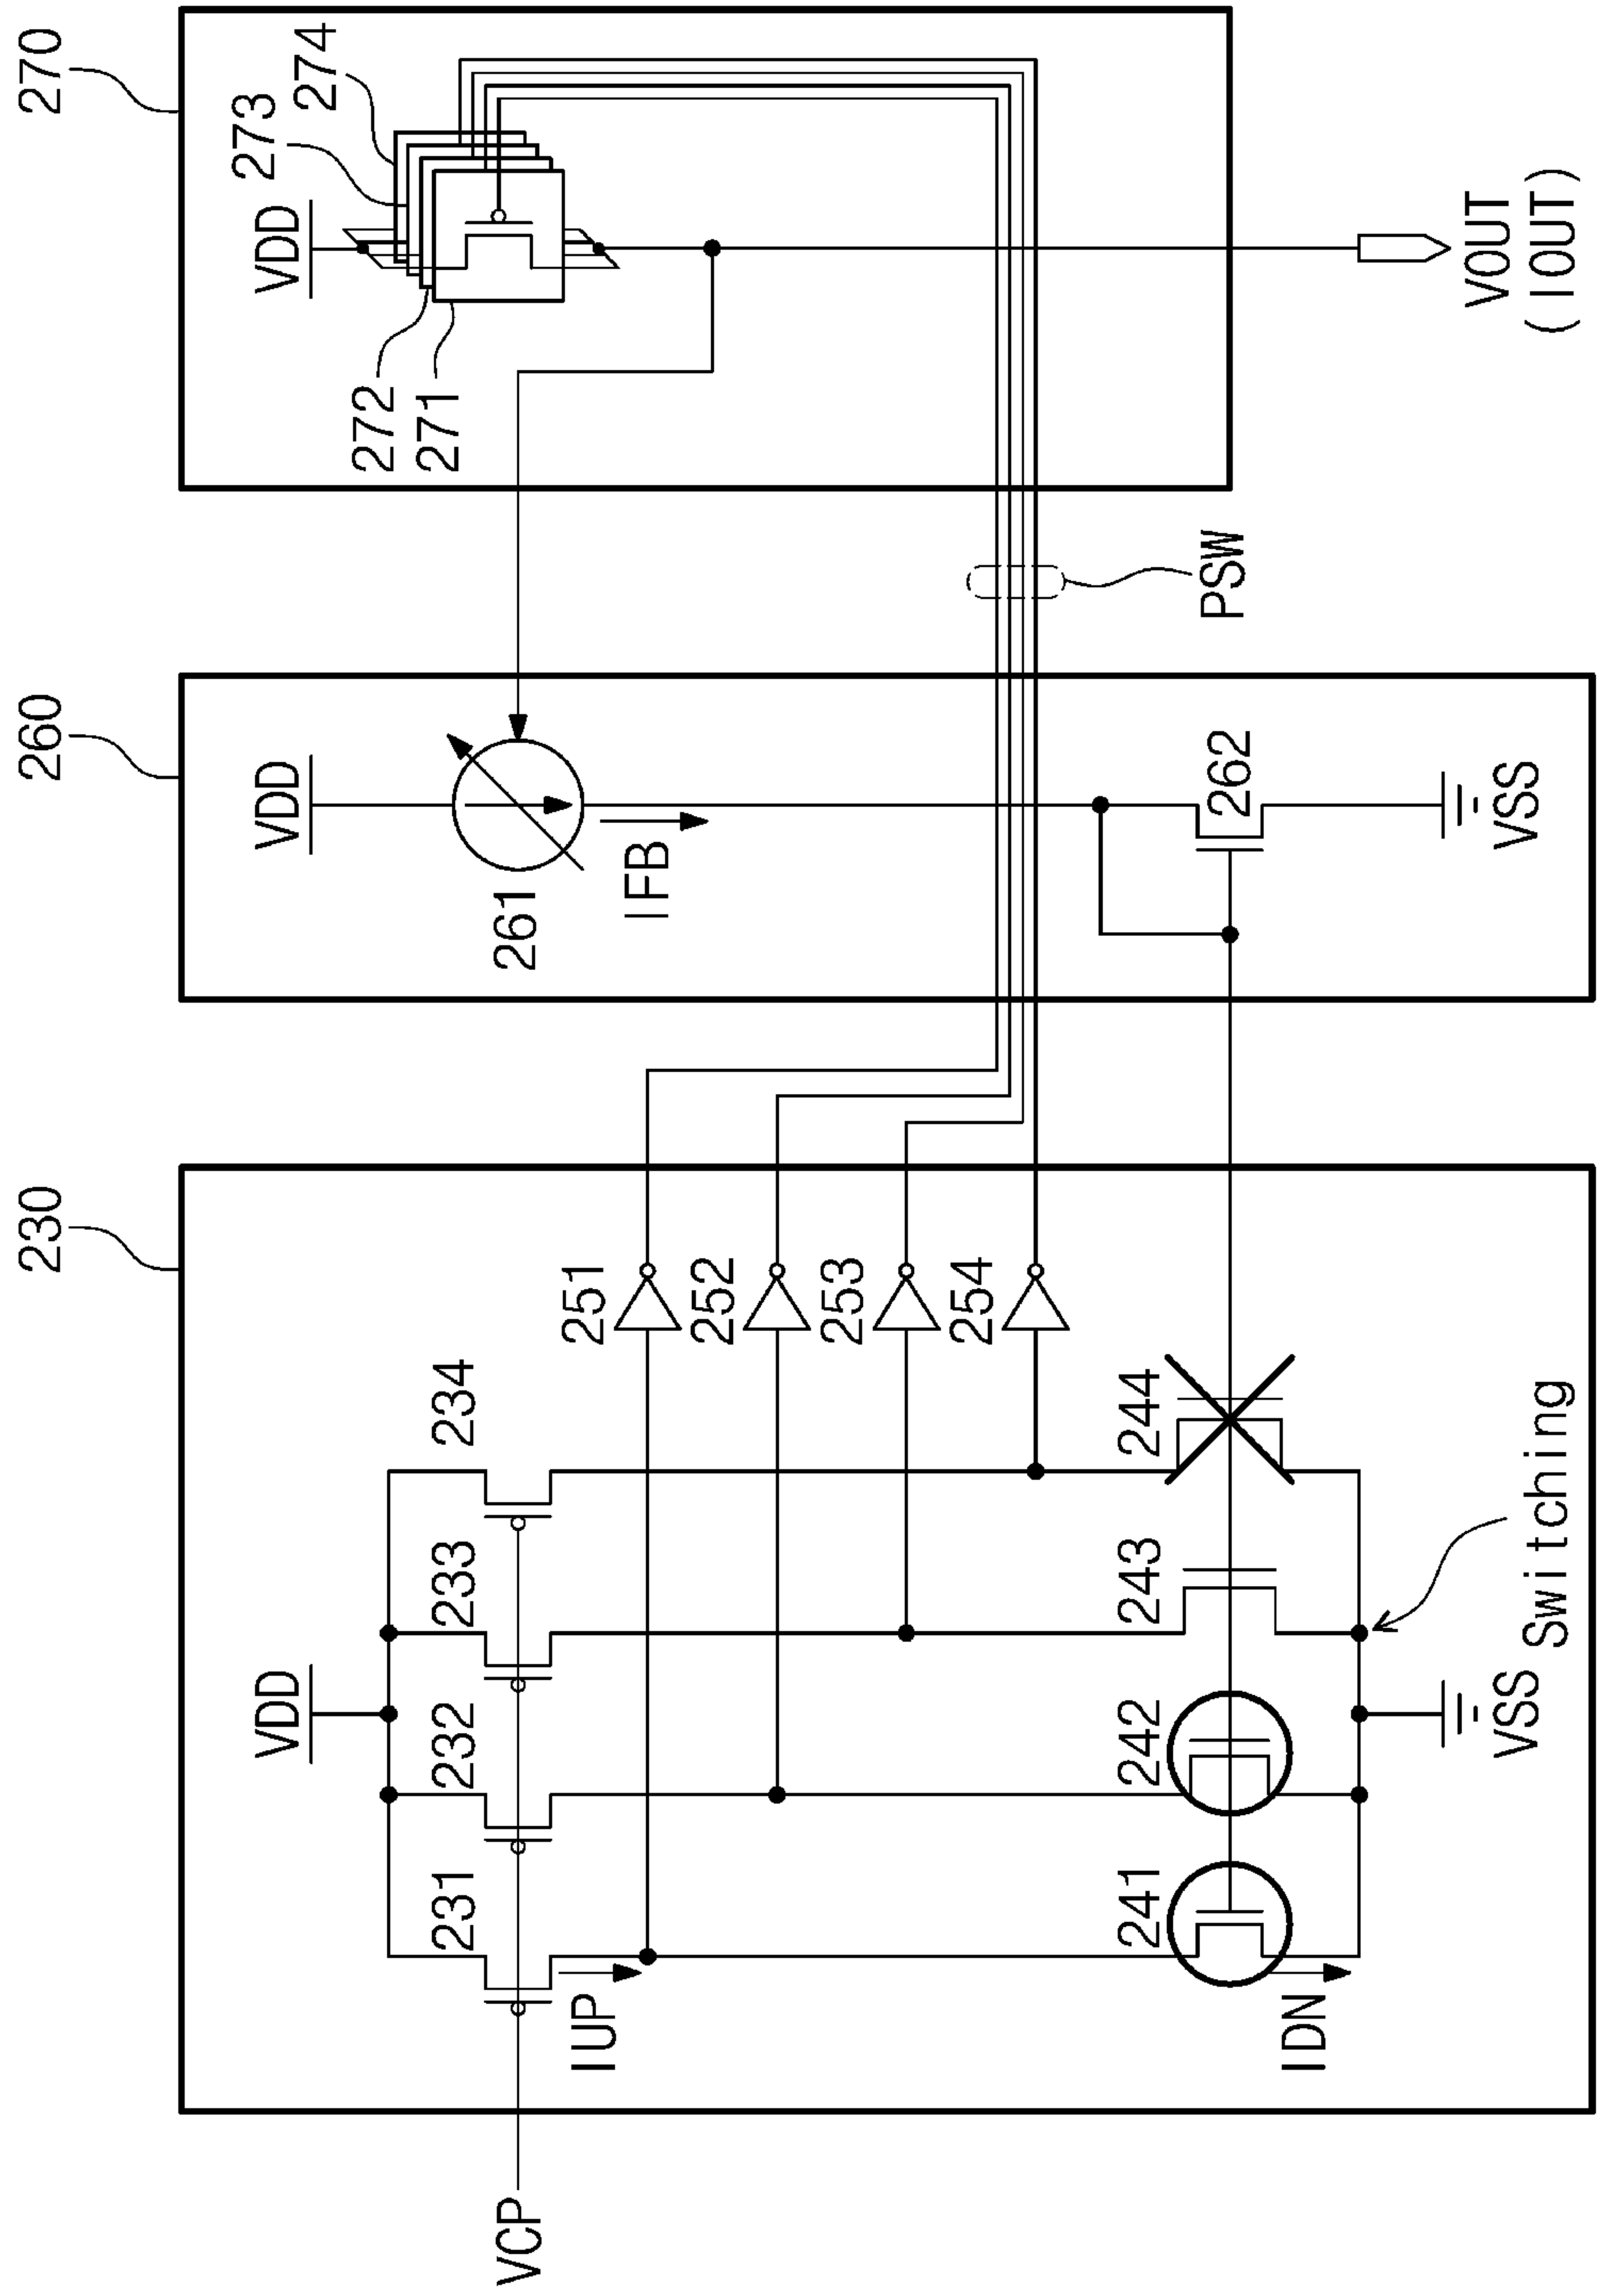 230
260
270
VCP
VDD
231
232
233
234
IUP
251
252
253
254
241
242
243
244
IDN
VSS
Switching
VDD
261
IFB
262
VSS
PSW
VDD
273
274
272
271
VOUT
(IOUT)